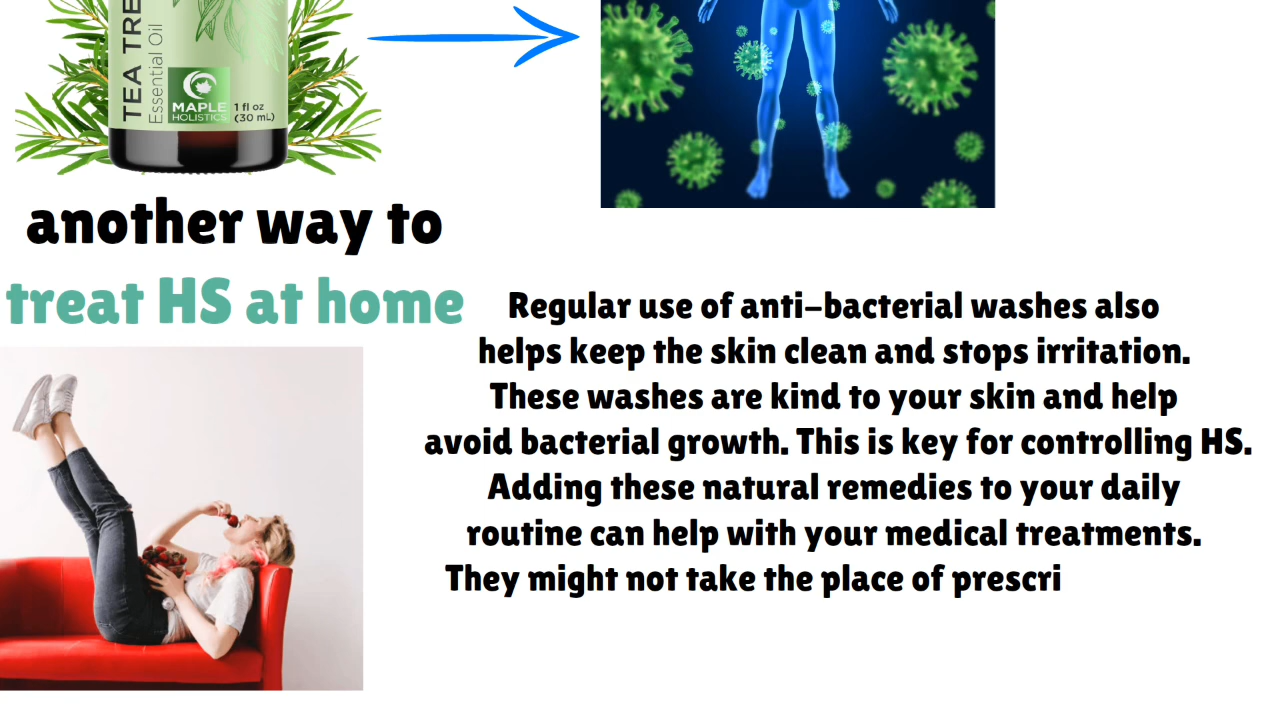 TEA TRE
Essential Oil
MAPLE
HOLISTICS
1 fl oz
(30 mL)
another way to
treat HS at home
Regular use of anti-bacterial washes also
helps keep the skin clean and stops irritation.
These washes are kind to your skin and help
avoid bacterial growth. This is key for controlling HS.
Adding these natural remedies to your daily
routine can help with your medical treatments.
They might not take the place of prescri